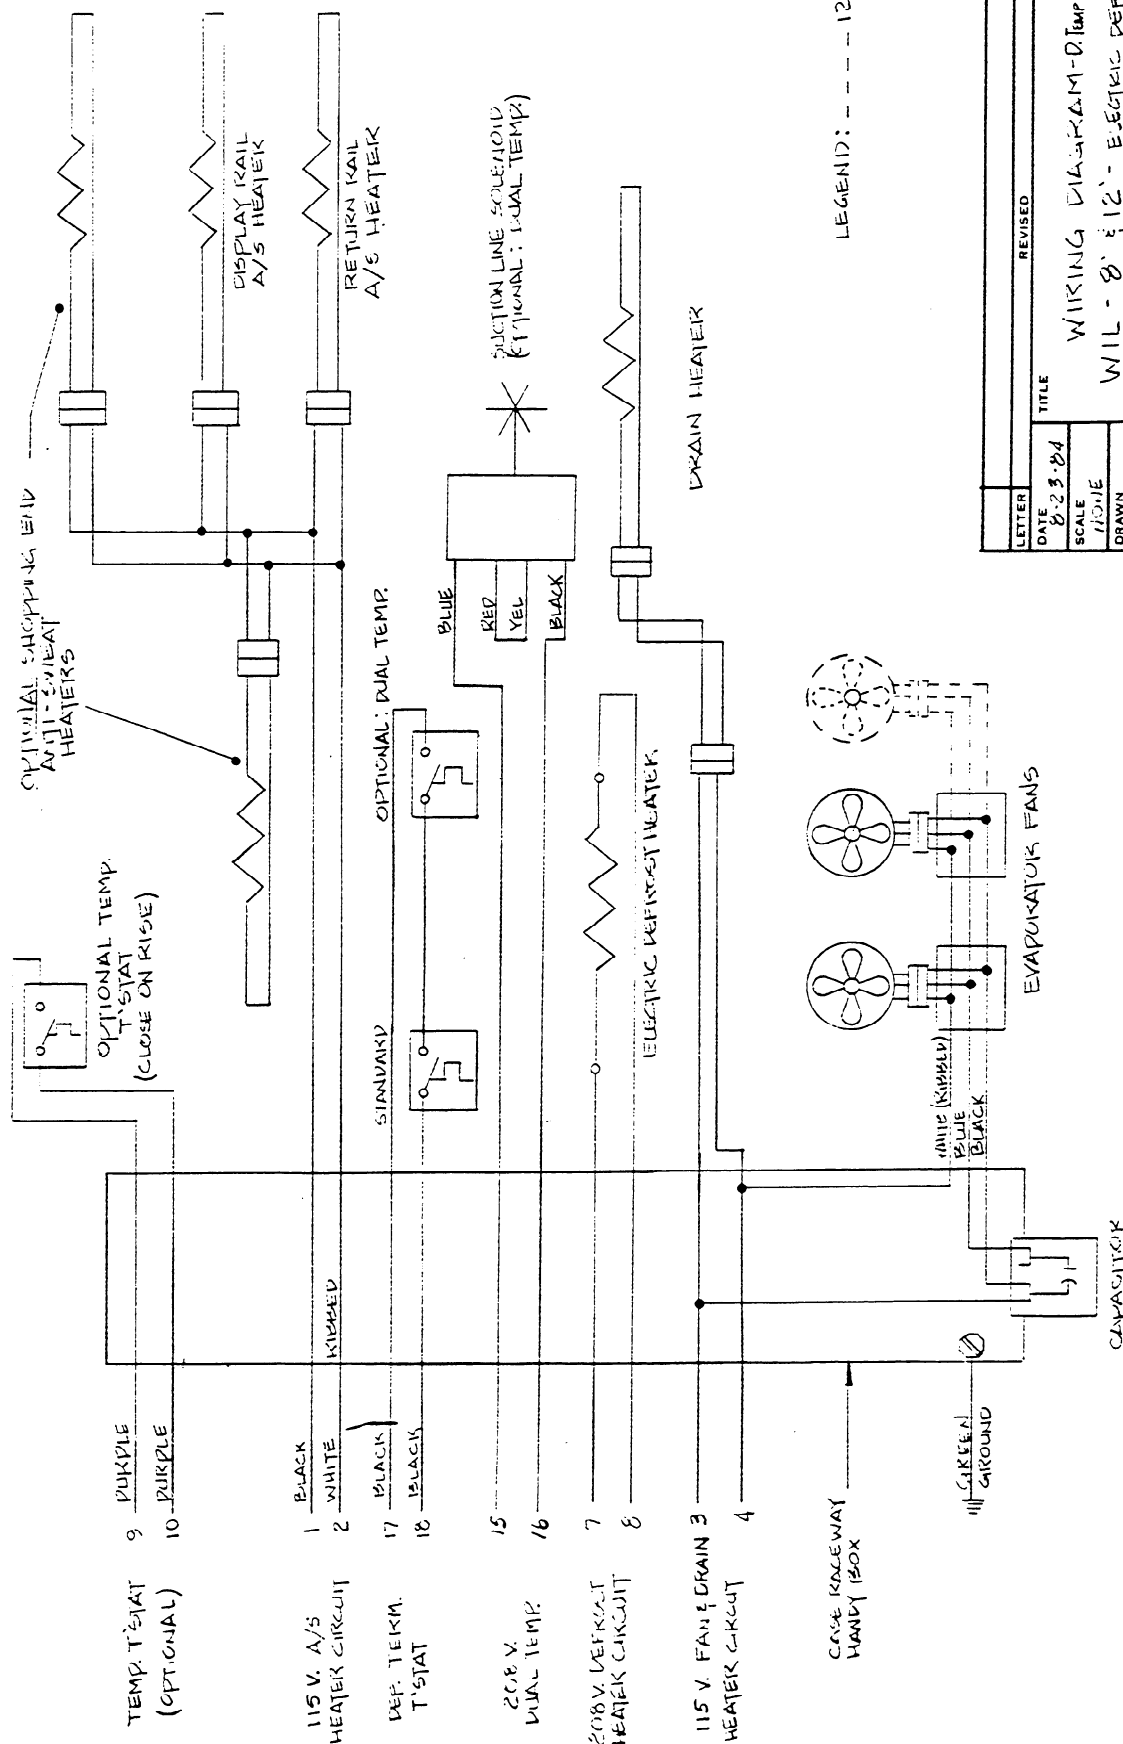 TEMP. T'STAT
(OPTIONAL)
9 PURPLE
10 PURPLE
OPTIONAL TEMP.
T'STAT
(CLOSE ON RISE)
OPTIONAL SHOPPING END
ANTI-SWEAT
HEATERS
DISPLAY RAIL
A/S HEATER
RETURN RAIL
A/S HEATER
115 V. A/S
HEATER CIRCUIT
1 BLACK
2 WHITE RIBBED
DEF. TERM.
T'STAT
17 BLACK
18 BLACK
STANDARD
OPTIONAL: DUAL TEMP.
208 V.
DUAL TEMP.
15
16
BLUE
RED
YEL
BLACK
SUCTION LINE SOLENOID
(OPTIONAL: DUAL TEMP.)
208V. DEFROST
HEATER CIRCUIT
7
8
ELECTRIC DEFROST HEATER
115 V. FAN & DRAIN
HEATER CIRCUIT
3
4
DRAIN HEATER
CASE RACEWAY
HANDY BOX
GREEN
GROUND
WHITE (RIBBED)
BLUE
BLACK
EVAPORATOR FANS
CAPACITOR
LEGEND: ----- 12
LETTER
REVISED
DATE
8-23-84
SCALE
NONE
DRAWN
TITLE
WIRING DIAGRAM-D.TEMP
WIL - 8' & 12' - ELECTRIC DEF